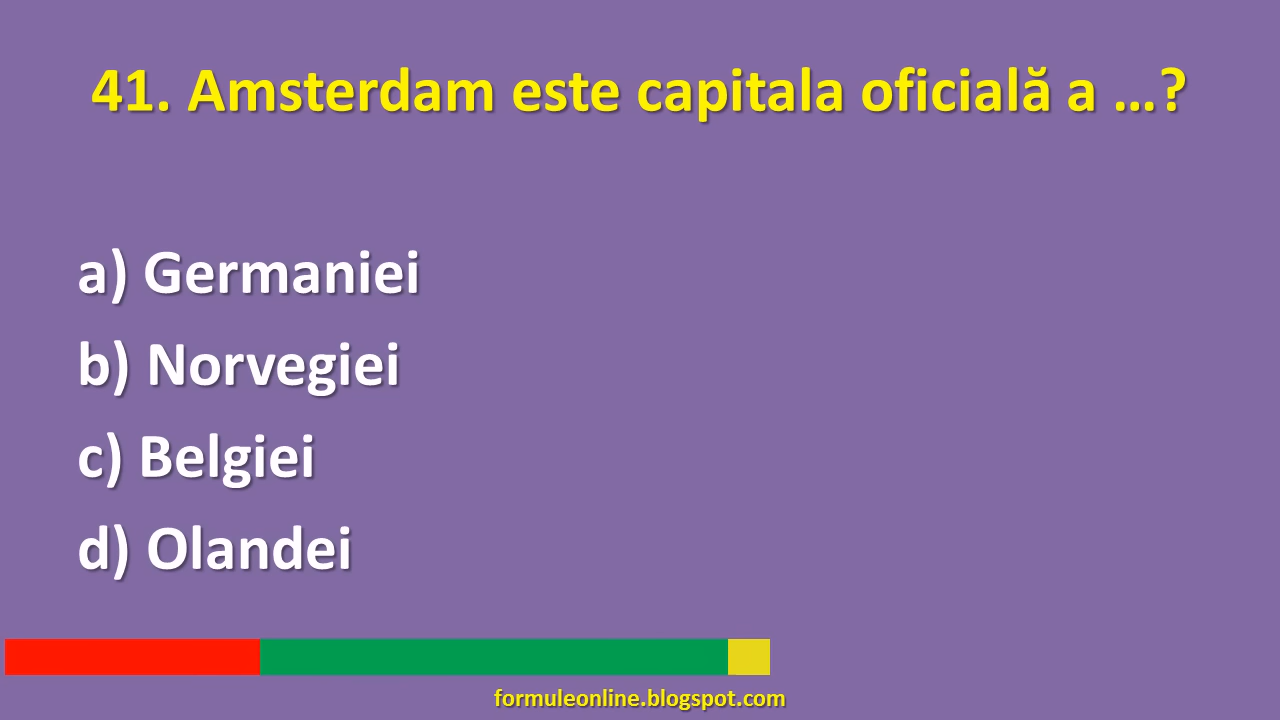 41. Amsterdam este capitala oficială a …?
a) Germaniei
b) Norvegiei
c) Belgiei
d) Olandei
formuleonline.blogspot.com